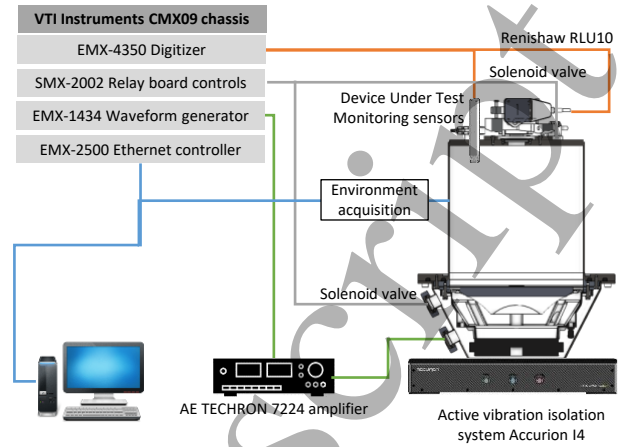 VTI Instruments CMX09 chassis
EMX-4350 Digitizer
SMX-2002 Relay board controls
EMX-1434 Waveform generator
EMX-2500 Ethernet controller
Renishaw RLU10
Solenoid valve
Device Under Test
Monitoring sensors
Environment
acquisition
Solenoid valve
ACCURION
AE TECHRON 7224 amplifier
Active vibration isolation
system Accurion I4
script